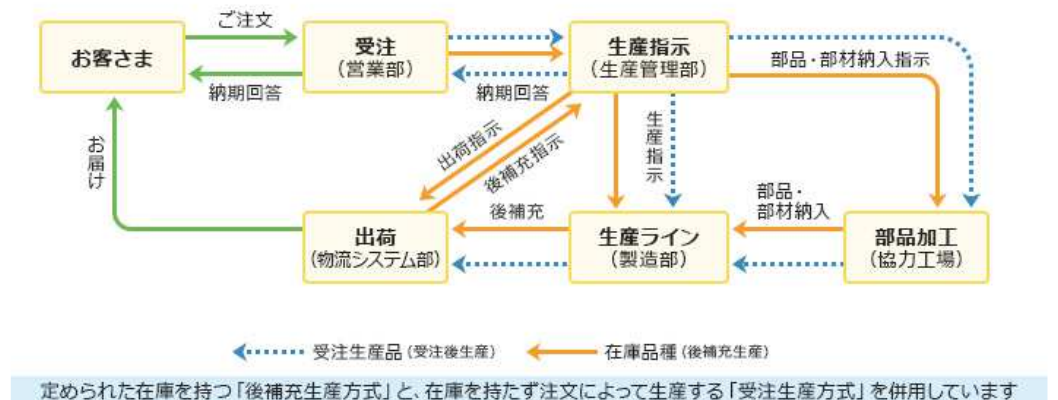 ご注文
お客さま
納期回答
受注
（営業部）
納期回答
生産指示
（生産管理部）
部品・部材納入指示
お届け
出荷指示
後補充指示
生産指示
後補充
部品・
部材納入
出荷
（物流システム部）
生産ライン
（製造部）
部品加工
（協力工場）
受注生産品（受注後生産）
在庫品種（後補充生産）
定められた在庫を持つ「後補充生産方式」と、在庫を持たず注文によって生産する「受注生産方式」を併用しています